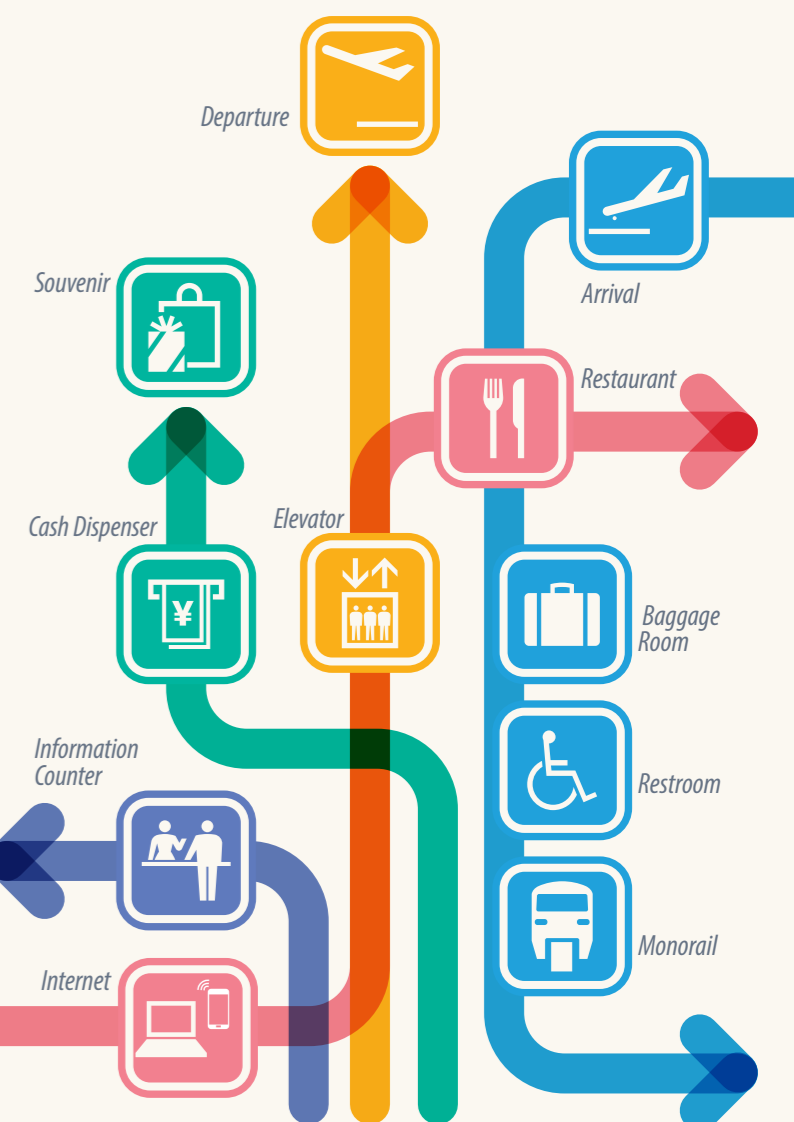 Departure
Arrival
Souvenir
Restaurant
Cash Dispenser
Elevator
¥
Baggage
Room
Information
Counter
Restroom
Monorail
Internet